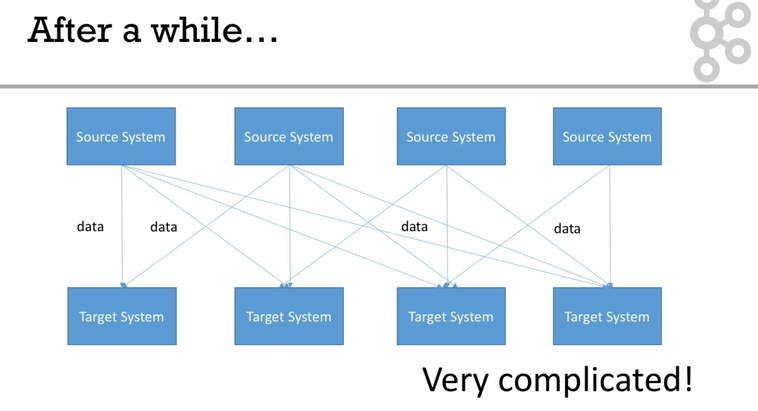 After a while...
Source System
Source System
Source System
Source System
data
data
data
data
Target System
Target System
Target System
Target System
Very complicated!